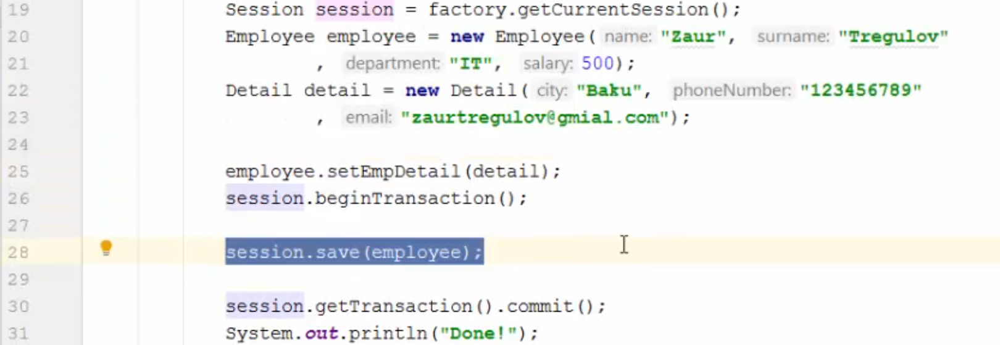 19 Session session = factory.getCurrentSession();
20 Employee employee = new Employee( name: "Zaur", surname: "Tregulov"
21 , department: "IT", salary: 500);
22 Detail detail = new Detail( city: "Baku", phoneNumber: "123456789"
23 , email: "zaurtregulov@gmial.com");
24
25 employee.setEmpDetail(detail);
26 session.beginTransaction();
27
28 session.save(employee);
29
30 session.getTransaction().commit();
31 System.out.println("Done!");